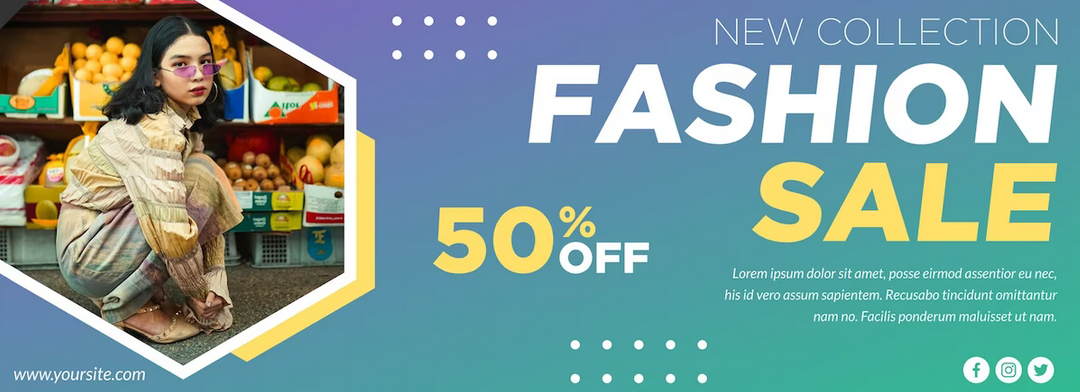 NEW COLLECTION
FASHION
SALE
50%
OFF
Lorem ipsum dolor sit amet, posse eirmod assentior eu nec,
his id vero assum sapientem. Recusabo tincidunt omittantur
nam no. Facilis ponderum maluisset ut nam.
www.yoursite.com